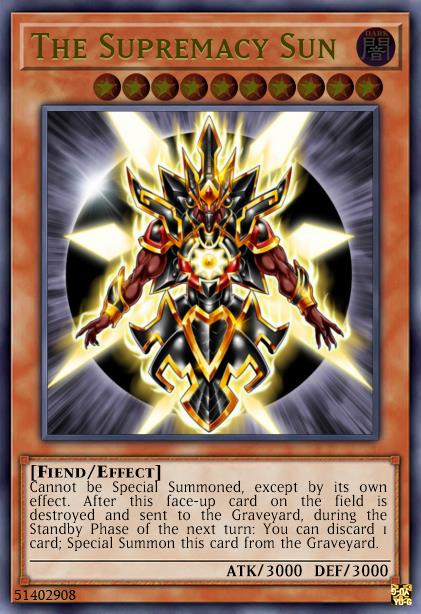 THE SUPREMACY SUN
DARK
闇
[FIEND/EFFECT]
Cannot be Special Summoned, except by its own
effect. After this face-up card on the field is
destroyed and sent to the Graveyard, during the
Standby Phase of the next turn: You can discard 1
card; Special Summon this card from the Graveyard.
ATK/3000 DEF/3000
51402908